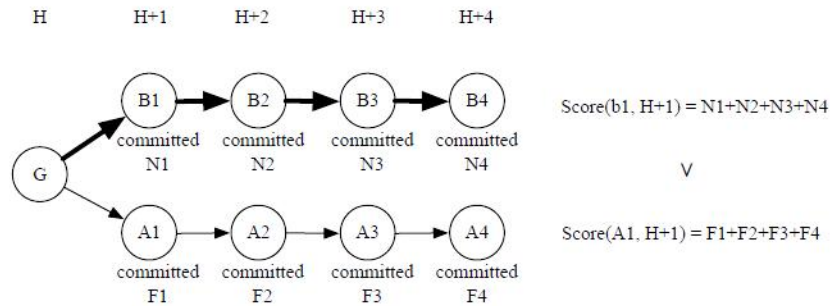 H H+1 H+2 H+3 H+4
B1 B2 B3 B4
committed committed committed committed
N1 N2 N3 N4
Score(b1, H+1) = N1+N2+N3+N4
G
∨
A1 A2 A3 A4
committed committed committed committed
F1 F2 F3 F4
Score(A1, H+1) = F1+F2+F3+F4